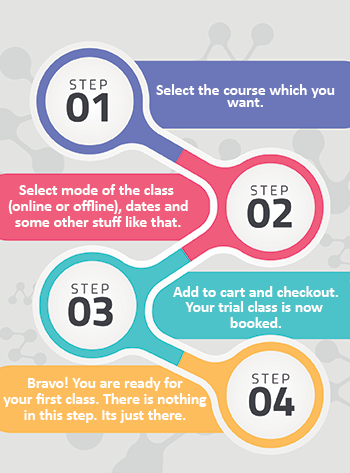 STEP
01
Select the course which you
want.
Select mode of the class
(online or offline), dates and
some other stuff like that.
STEP
02
STEP
03
Add to cart and checkout.
Your trial class is now
booked.
Bravo! You are ready for
your first class. There is nothing
in this step. Its just there.
STEP
04